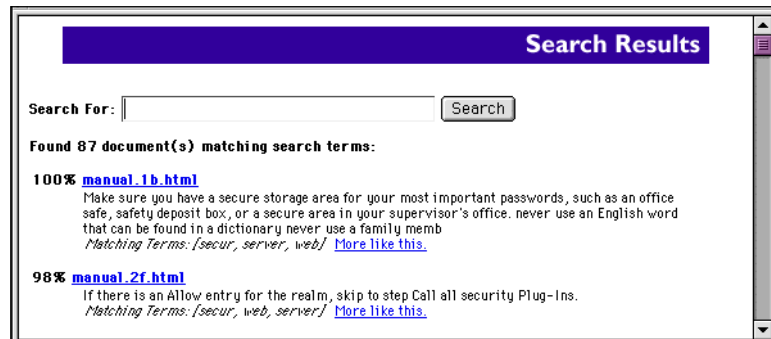 Search Results
Search For: Search
Found 87 document(s) matching search terms:
100% manual.1b.html
Make sure you have a secure storage area for your most important passwords, such as an office
safe, safety deposit box, or a secure area in your supervisor's office. never use an English word
that can be found in a dictionary never use a family memb
Matching Terms: [secur, server, web] More like this.
98% manual.2f.html
If there is an Allow entry for the realm, skip to step Call all security Plug-Ins.
Matching Terms: [secur, web, server] More like this.